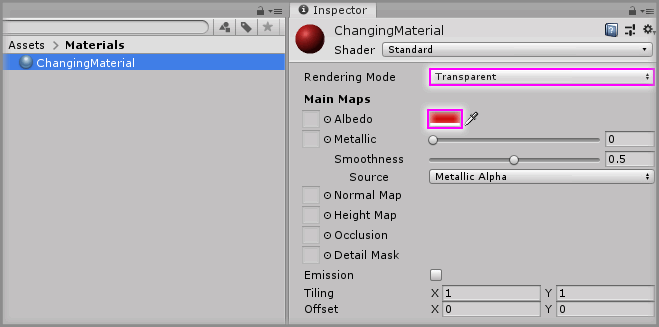 Inspector
ChangingMaterial
Shader Standard
Assets > Materials
ChangingMaterial
Rendering Mode Transparent
Main Maps
Albedo
Metallic 0
Smoothness 0.5
Source Metallic Alpha
Normal Map
Height Map
Occlusion
Detail Mask
Emission
Tiling X 1 Y 1
Offset X 0 Y 0